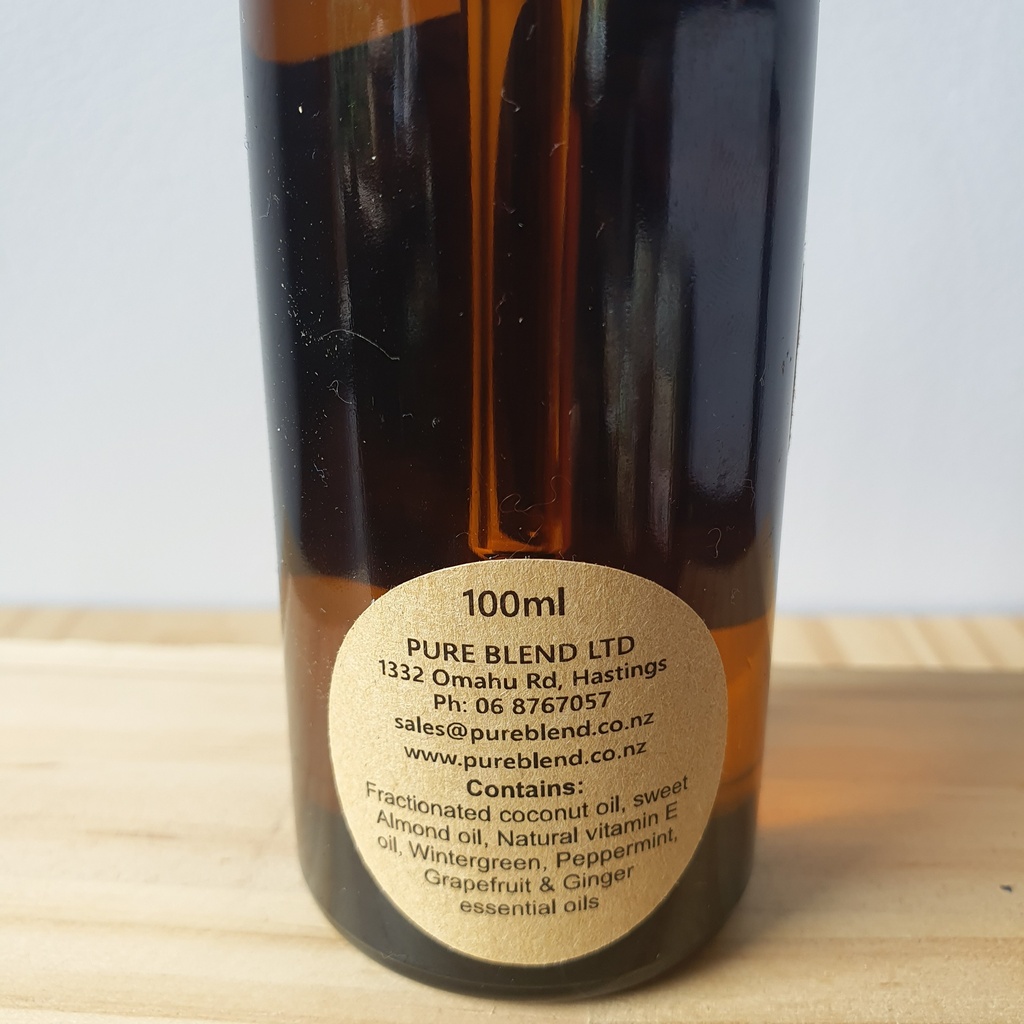 100ml
PURE BLEND LTD
1332 Omahu Rd, Hastings
Ph: 06 8767057
sales@pureblend.co.nz
www.pureblend.co.nz
Contains:
Fractionated coconut oil, sweet
Almond oil, Natural vitamin E
oil, Wintergreen, Peppermint,
Grapefruit & Ginger
essential oils